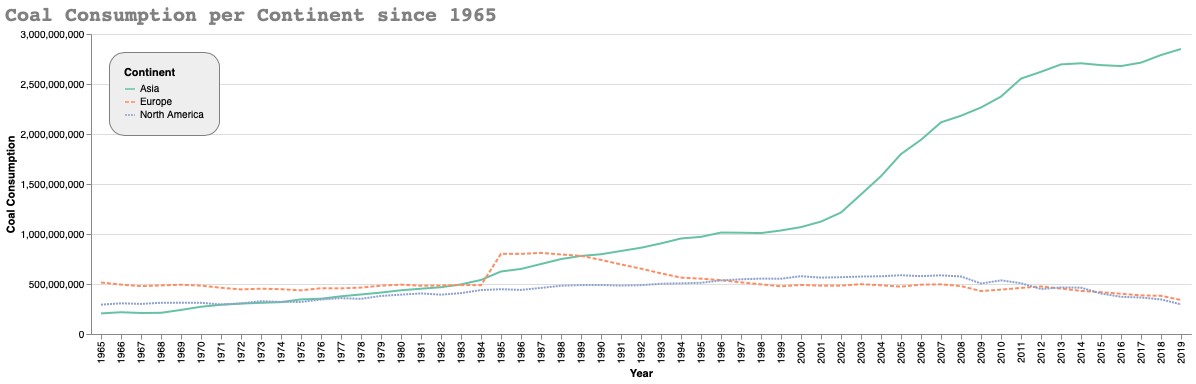 Coal Consumption per Continent since 1965
3,000,000,000
2,500,000,000
2,000,000,000
1,500,000,000
1,000,000,000
500,000,000
0
Coal Consumption
Continent
Asia
Europe
North America
1965 1966 1967 1968 1969 1970 1971 1972 1973 1974 1975 1976 1977 1978 1979 1980 1981 1982 1983 1984 1985 1986 1987 1988 1989 1990 1991 1992 1993 1994 1995 1996 1997 1998 1999 2000 2001 2002 2003 2004 2005 2006 2007 2008 2009 2010 2011 2012 2013 2014 2015 2016 2017 2018 2019
Year